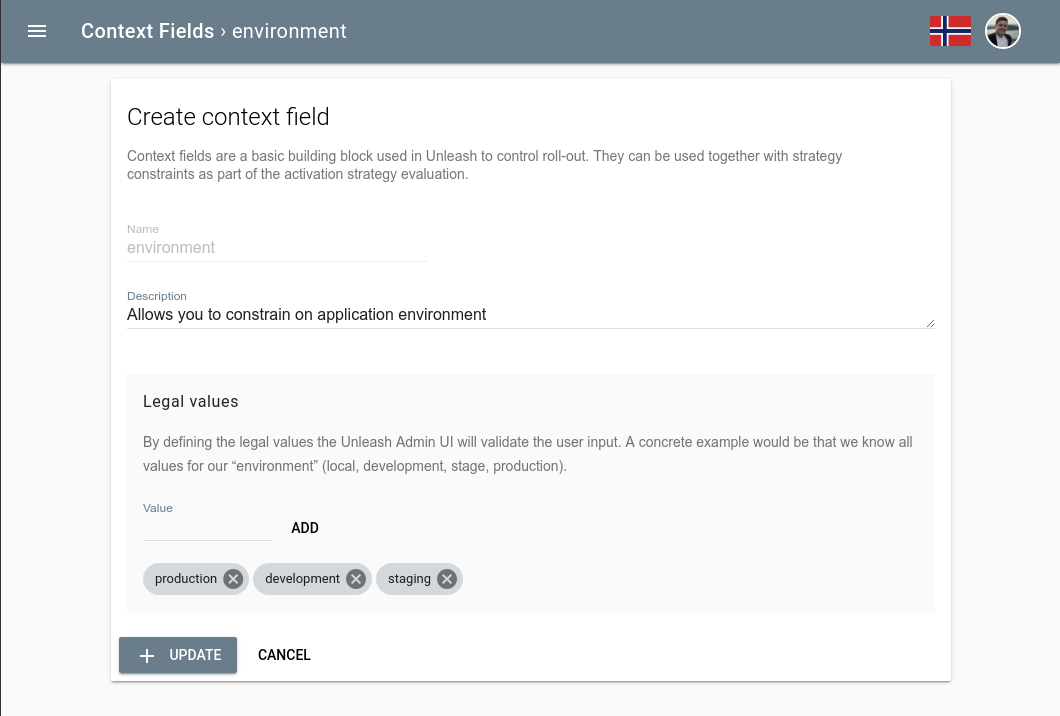 Context Fields › environment
Create context field
Context fields are a basic building block used in Unleash to control roll-out. They can be used together with strategy
constraints as part of the activation strategy evaluation.
Name
environment
Description
Allows you to constrain on application environment
Legal values
By defining the legal values the Unleash Admin UI will validate the user input. A concrete example would be that we know all
values for our “environment” (local, development, stage, production).
Value
ADD
production development staging
UPDATE CANCEL